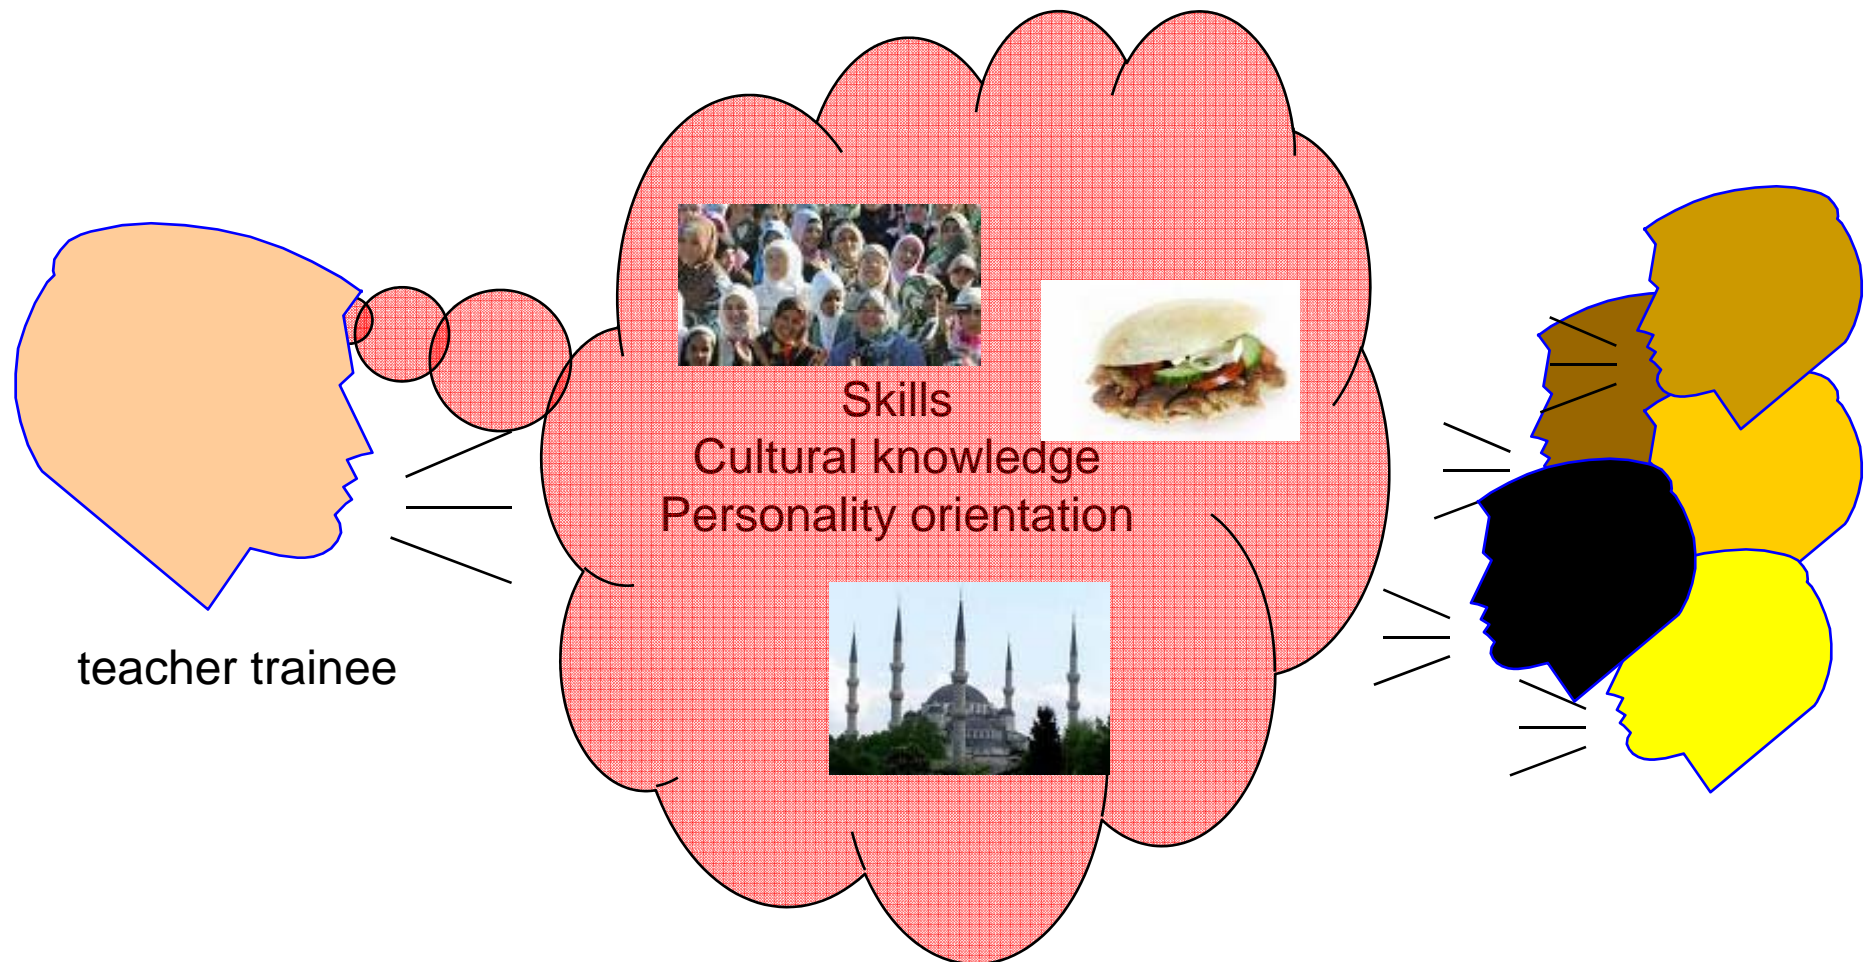 Skills
Cultural knowledge
Personality orientation
teacher trainee